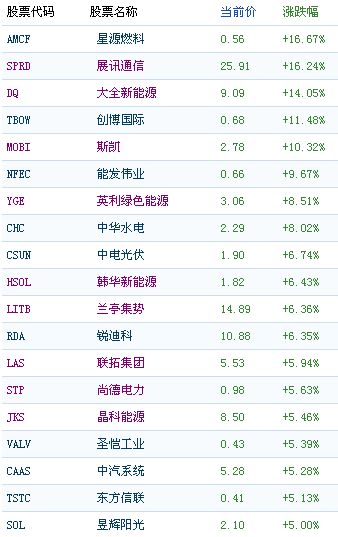 股票代码 股票名称 当前价 涨跌幅
AMCF 星源燃料 0.56 +16.67%
SPRD 展讯通信 25.91 +16.24%
DQ 大全新能源 9.09 +14.05%
TBOW 创博国际 0.68 +11.48%
MOBI 斯凯 2.78 +10.32%
NFEC 能发伟业 0.66 +9.67%
YGE 英利绿色能源 3.06 +8.51%
CHC 中华水电 2.29 +8.02%
CSUN 中电光伏 1.90 +6.74%
HSOL 韩华新能源 1.82 +6.43%
LITB 兰亭集势 14.89 +6.36%
RDA 锐迪科 10.88 +6.35%
LAS 联拓集团 5.53 +5.94%
STP 尚德电力 0.98 +5.63%
JKS 晶科能源 8.50 +5.46%
VALV 圣恺工业 0.43 +5.39%
CAAS 中汽系统 5.28 +5.28%
TSTC 东方信联 0.41 +5.13%
SOL 昱辉阳光 2.10 +5.00%